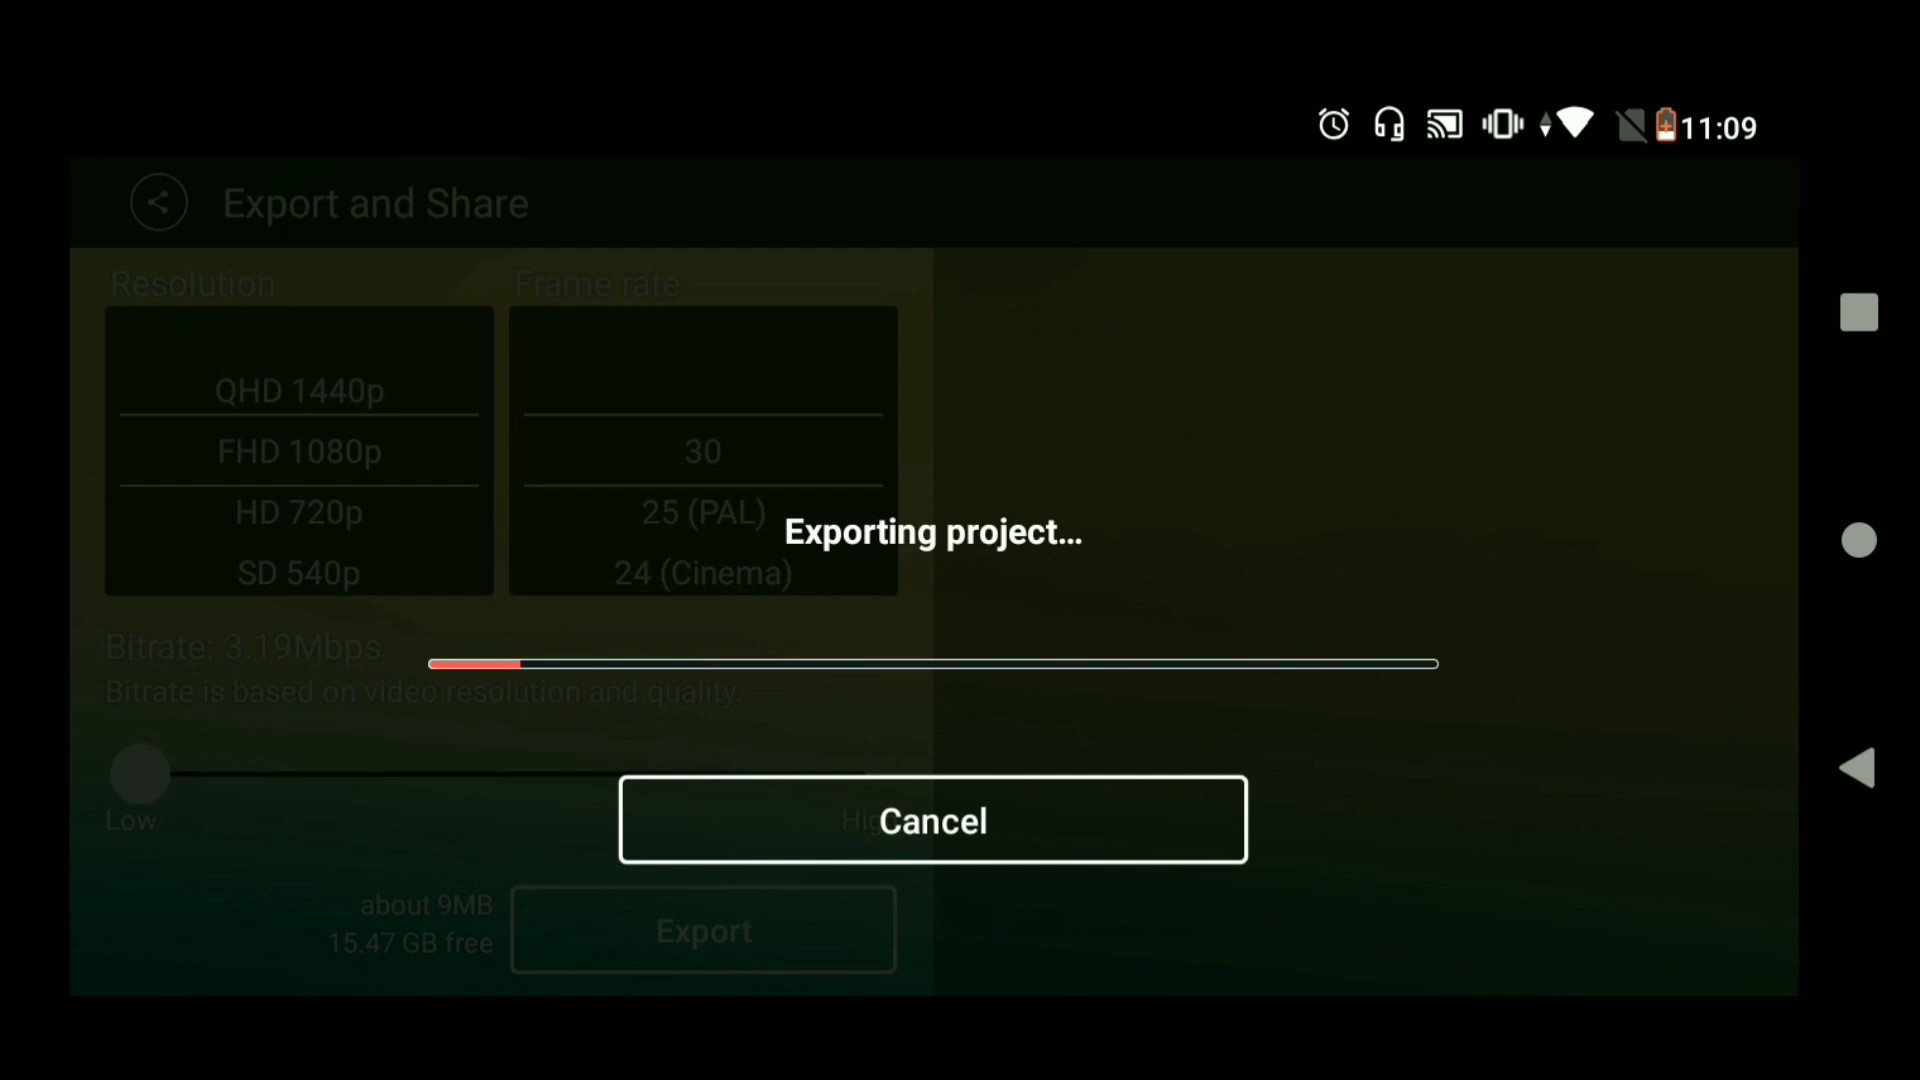 11:09
Export and Share
Resolution
Frame rate
QHD 1440p
FHD 1080p
HD 720p
SD 540p
30
25 (PAL)
24 (Cinema)
Exporting project...
Bitrate: 3.19Mbps
Bitrate is based on video resolution and quality.
Low
Hig
Cancel
about 9MB
15.47 GB free
Export